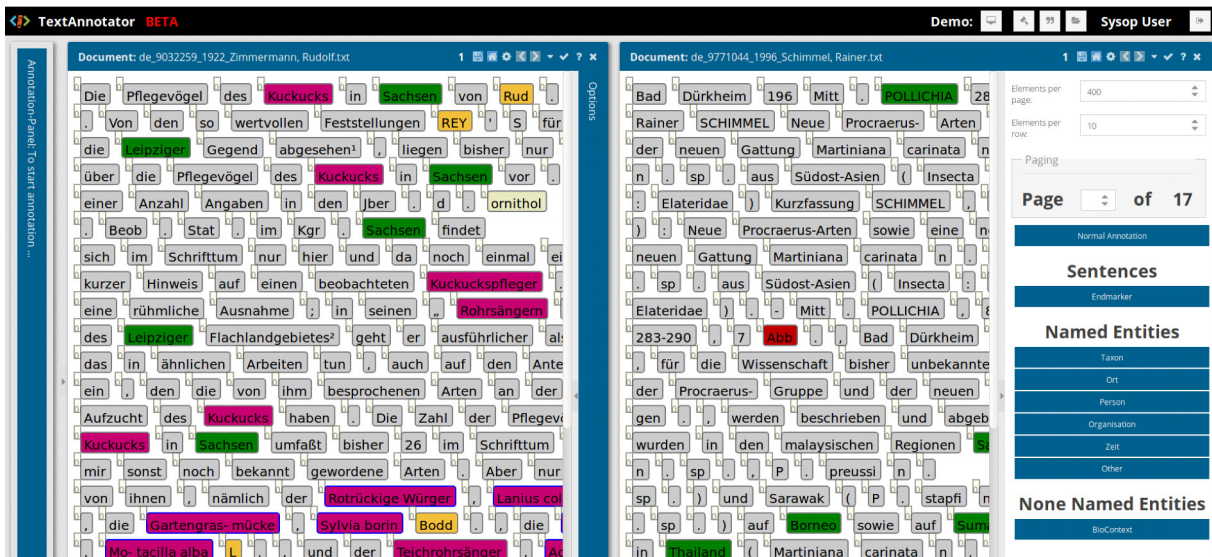 TextAnnotator BETA Demo: Sysop User
Annotation-Panel: To start annotation ...
Document: de_9032259_1922_Zimmermann, Rudolf.txt 1
Die Pflegevögel des Kuckucks in Sachsen von Rud .
. Von den so wertvollen Feststellungen REY ' S für
die Leipziger Gegend abgesehen¹ , liegen bisher nur
über die Pflegevögel des Kuckucks in Sachsen vor .
einer Anzahl Angaben in den Jber . d . ornithol
. Beob . Stat . im Kgr . Sachsen findet
sich im Schrifttum nur hier und da noch einmal ei
kurzer Hinweis auf einen beobachteten Kuckuckspfleger
eine rühmliche Ausnahme ; in seinen „ Rohrsängern
des Leipziger Flachlandgebietes² geht er ausführlicher als
das in ähnlichen Arbeiten tun , auch auf den Ante
ein , den die von ihm besprochenen Arten an der
Aufzucht des Kuckucks haben . Die Zahl der Pflegevö
Kuckucks in Sachsen umfaßt bisher 26 im Schrifttum
mir sonst noch bekannt gewordene Arten . Aber nur
von ihnen , nämlich der Rotrückige Würger , Lanius col
, die Gartengras- mücke , Sylvia borin Bodd . , die
, Mo- tacilla alba L . , und der Teichrohrsänger ,
Options
Document: de_9771044_1996_Schimmel, Rainer.txt 1
Bad Dürkheim 196 Mitt . POLLICHIA 28
Rainer SCHIMMEL Neue Procraerus- Arten
der neuen Gattung Martiniana carinata n
n . sp . aus Südost-Asien ( Insecta
: Elateridae ) Kurzfassung SCHIMMEL ,
) : Neue Procraerus-Arten sowie eine n
neuen Gattung Martiniana carinata n .
. sp . aus Südost-Asien ( Insecta :
Elateridae ) . - Mitt . POLLICHIA , 8
283-290 , 7 Abb . , Bad Dürkheim
, für die Wissenschaft bisher unbekannte
der Procraerus- Gruppe und der neuen
gen . , werden beschrieben und abgeb
wurden in den malaysischen Regionen Sa
n . sp . , P . preussi n .
sp . ) und Sarawak ( P . stapfi n
. sp . ) auf Borneo sowie auf Suma
in Thailand ( Martiniana carinata n .
Elements per page: 400
Elements per row: 10
Paging
Page of 17
Normal Annotation
Sentences
Endmarker
Named Entities
Taxon
Ort
Person
Organisation
Zeit
Other
None Named Entities
BioContext